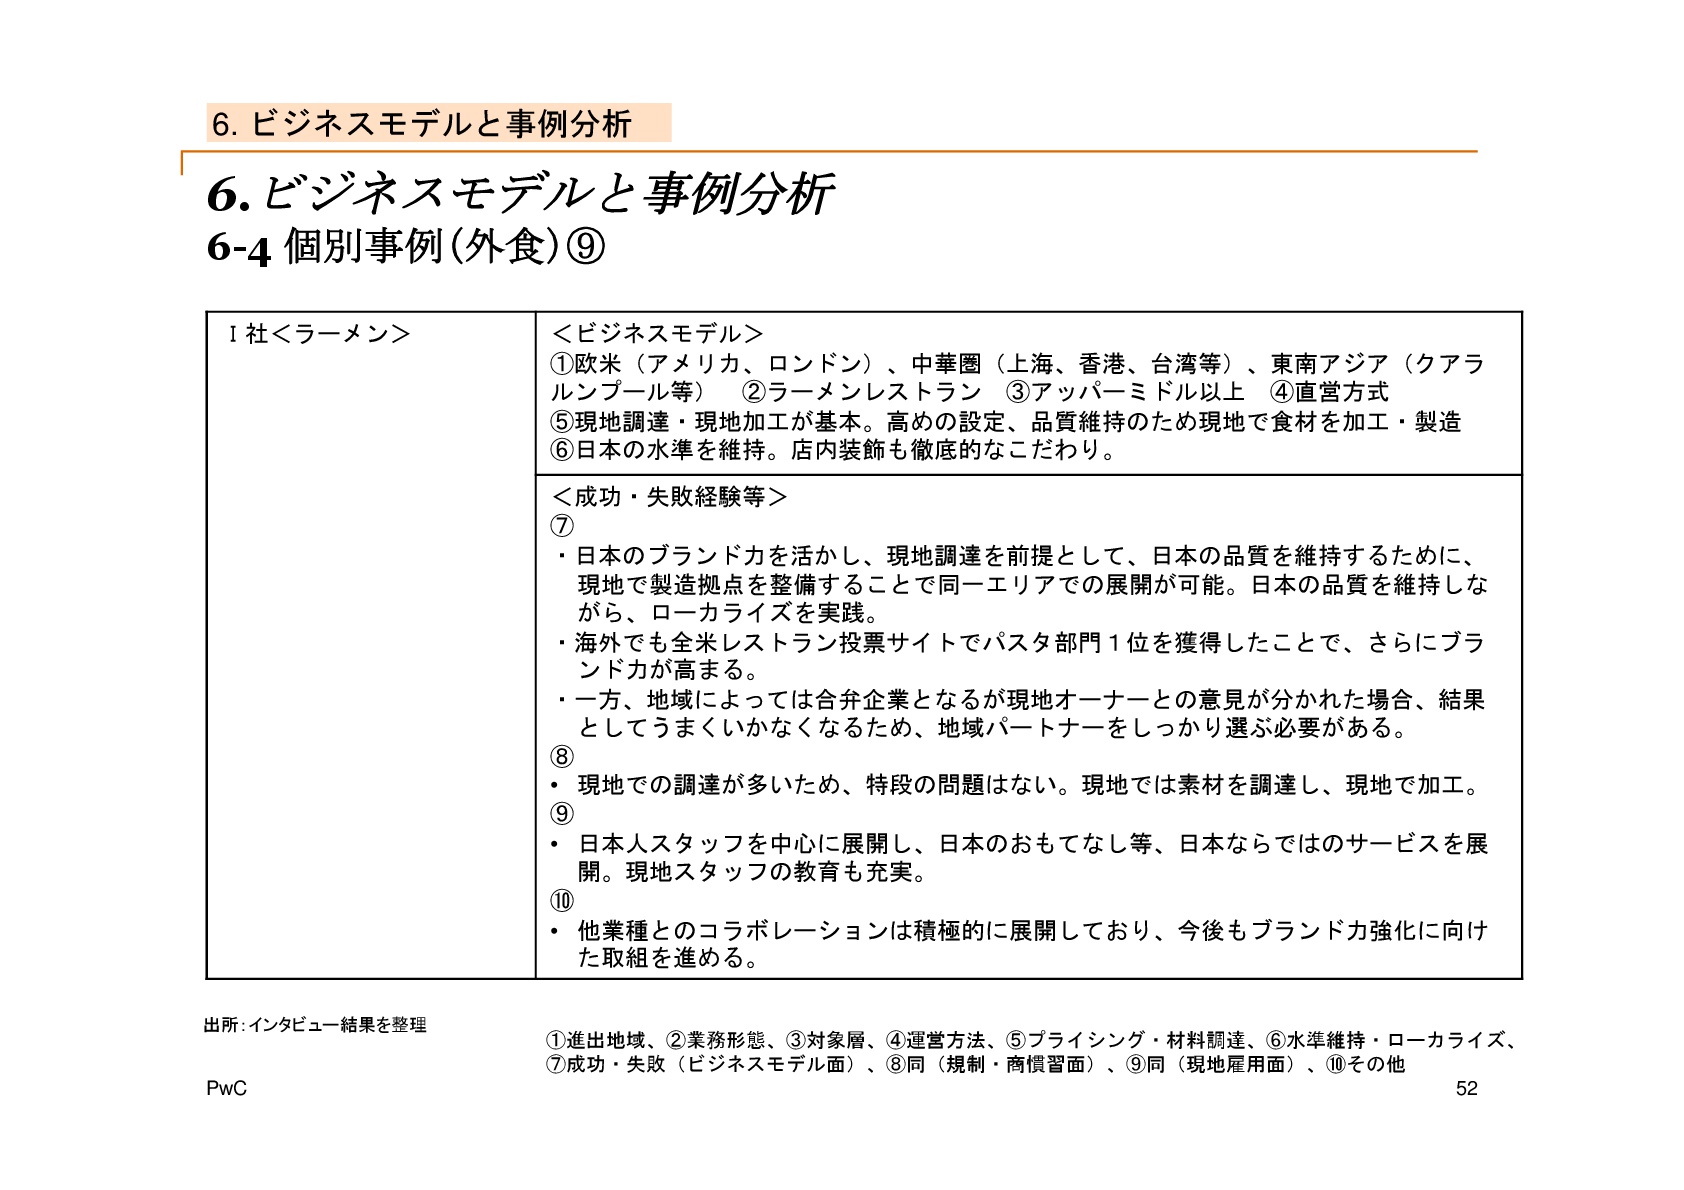 6. ビジネスモデルと事例分析
6. ビジネスモデルと事例分析
6-4 個別事例(外食)⑨
I 社＜ラーメン＞
＜ビジネスモデル＞
①欧米（アメリカ、ロンドン）、中華圏（上海、香港、台湾等）、東南アジア（クアラ
ルンプール等）　②ラーメンレストラン　③アッパーミドル以上　④直営方式
⑤現地調達・現地加工が基本。高めの設定、品質維持のため現地で食材を加工・製造
⑥日本の水準を維持。店内装飾も徹底的なこだわり。
＜成功・失敗経験等＞
⑦
・日本のブランド力を活かし、現地調達を前提として、日本の品質を維持するために、
現地で製造拠点を整備することで同一エリアでの展開が可能。日本の品質を維持しな
がら、ローカライズを実践。
・海外でも全米レストラン投票サイトでパスタ部門１位を獲得したことで、さらにブラ
ンド力が高まる。
・一方、地域によっては合弁企業となるが現地オーナーとの意見が分かれた場合、結果
としてうまくいかなくなるため、地域パートナーをしっかり選ぶ必要がある。
⑧
• 現地での調達が多いため、特段の問題はない。現地では素材を調達し、現地で加工。
⑨
• 日本人スタッフを中心に展開し、日本のおもてなし等、日本ならではのサービスを展
開。現地スタッフの教育も充実。
⑩
• 他業種とのコラボレーションは積極的に展開しており、今後もブランド力強化に向け
た取組を進める。
出所:インタビュー結果を整理
①進出地域、②業務形態、③対象層、④運営方法、⑤プライシング・材料調達、⑥水準維持・ローカライズ、
⑦成功・失敗（ビジネスモデル面）、⑧同（規制・商慣習面）、⑨同（現地雇用面）、⑩その他
PwC
52